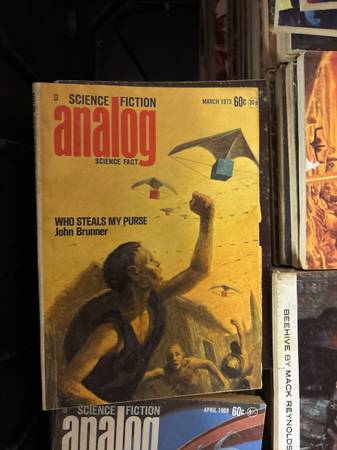 SCIENCE FICTION
MARCH 1973 60c 30p
analog
SCIENCE FACT
WHO STEALS MY PURSE
John Brunner
BEEHIVE BY MACK REYNOLDS
SCIENCE FICTION
APRIL 1969 60c
analog